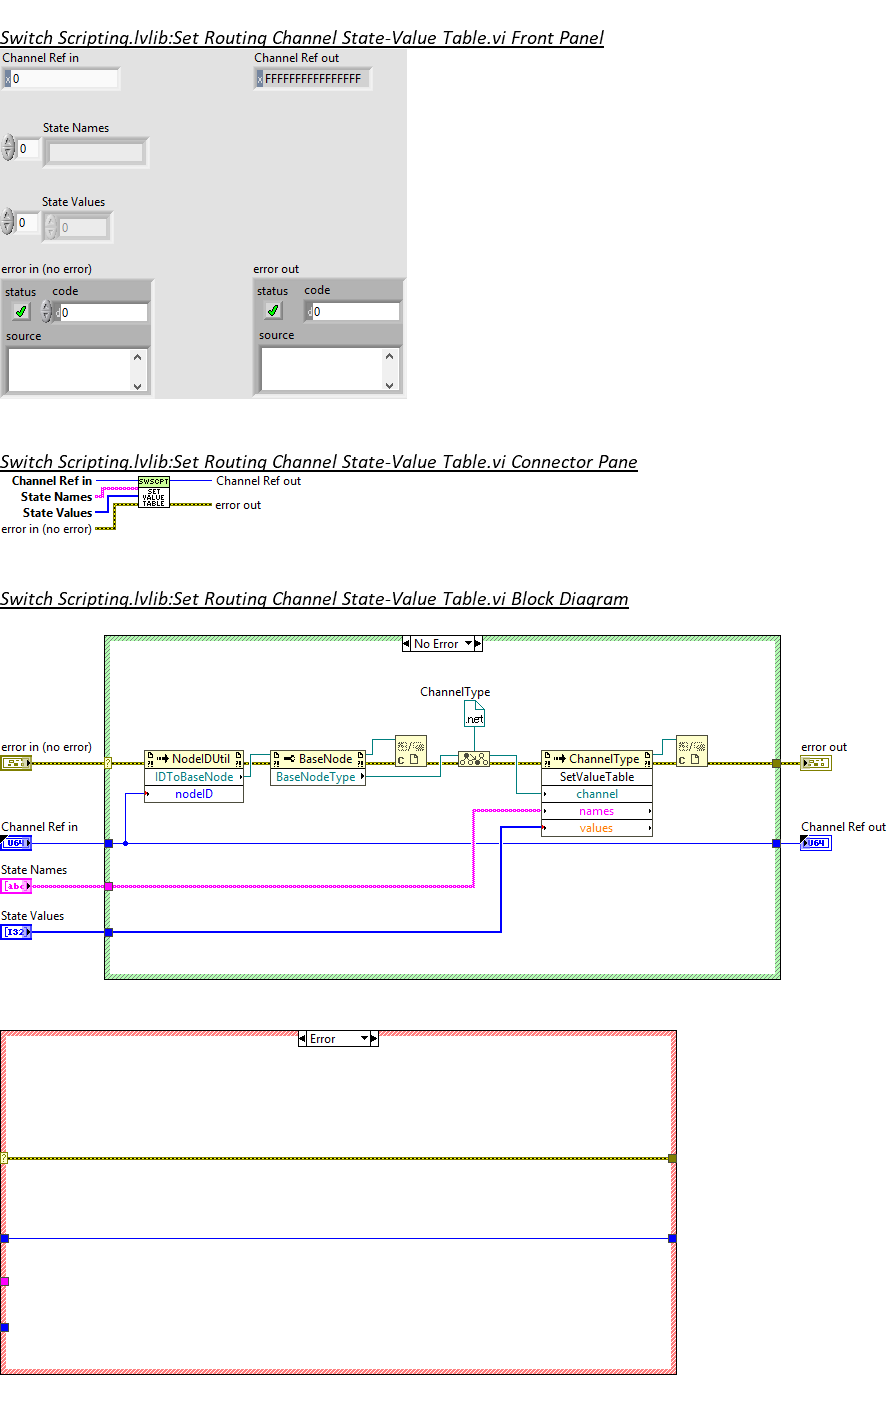 Switch Scripting.lvlib:Set Routing Channel State-Value Table.vi Front Panel
Channel Ref in
x 0
Channel Ref out
x FFFFFFFFFFFFFFFF
State Names
0
State Values
0
0
error in (no error)
status
code
0
source
error out
status
code
0
source
Switch Scripting.lvlib:Set Routing Channel State-Value Table.vi Connector Pane
Channel Ref in
State Names
State Values
error in (no error)
SWSCPT
SET
VALUE
TABLE
Channel Ref out
error out
Switch Scripting.lvlib:Set Routing Channel State-Value Table.vi Block Diagram
No Error
ChannelType
.net
error in (no error)
NodeIDUtil
IDToBaseNode
nodeID
BaseNode
BaseNodeType
C
ChannelType
SetValueTable
channel
names
values
C
error out
Channel Ref in
U64
Channel Ref out
U64
State Names
[abc
State Values
[I32
Error